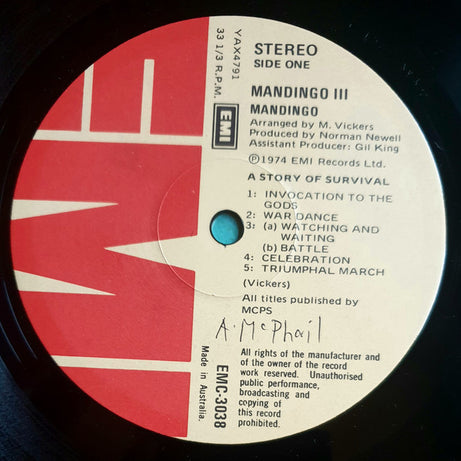 STEREO
SIDE ONE
YAX4791
33 1/3 R.P.M.
EMI
EMI
MANDINGO III
MANDINGO
Arranged by M. Vickers
Produced by Norman Newell
Assistant Producer: Gil King
Ⓟ1974 EMI Records Ltd.
A STORY OF SURVIVAL
1: INVOCATION TO THE
GODS
2: WAR DANCE
3: (a) WATCHING AND
WAITING
(b) BATTLE
4: CELEBRATION
5: TRIUMPHAL MARCH
(Vickers)
All titles published by
MCPS
A. McPhail
All rights of the manufacturer and
of the owner of the record
work reserved. Unauthorised
public performance,
broadcasting and
copying of
this record
prohibited.
EMC-3038
Made in Australia.